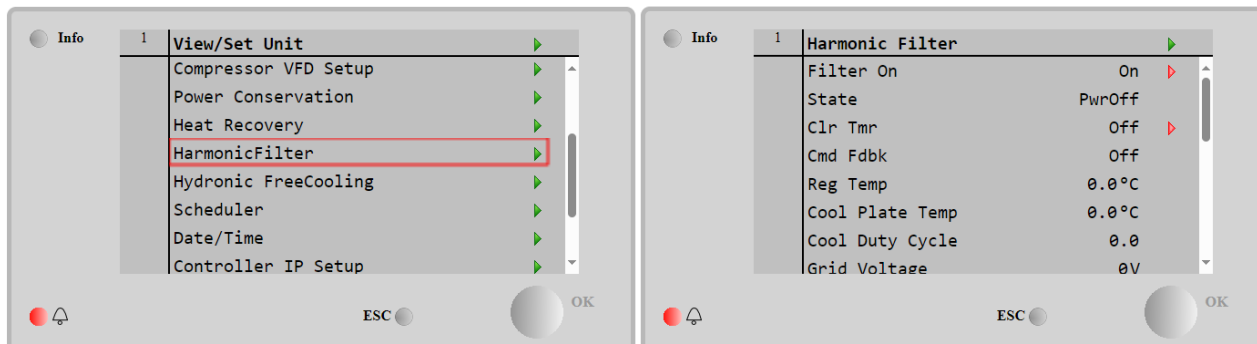 Info
1 View/Set Unit
Compressor VFD Setup
Power Conservation
Heat Recovery
HarmonicFilter
Hydronic FreeCooling
Scheduler
Date/Time
Controller IP Setup
ESC
OK
Info
1 Harmonic Filter
Filter On On
State PwrOff
Clr Tmr Off
Cmd Fdbk Off
Reg Temp 0.0°C
Cool Plate Temp 0.0°C
Cool Duty Cycle 0.0
Grid Voltage 0V
ESC
OK